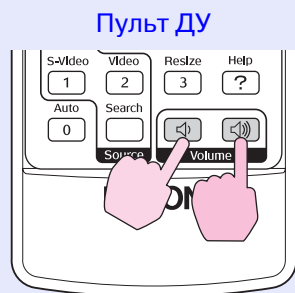 Пульт ДУ
S-Video Video Resize Help
1 2 3 ?
Auto Search
0
Source Volume